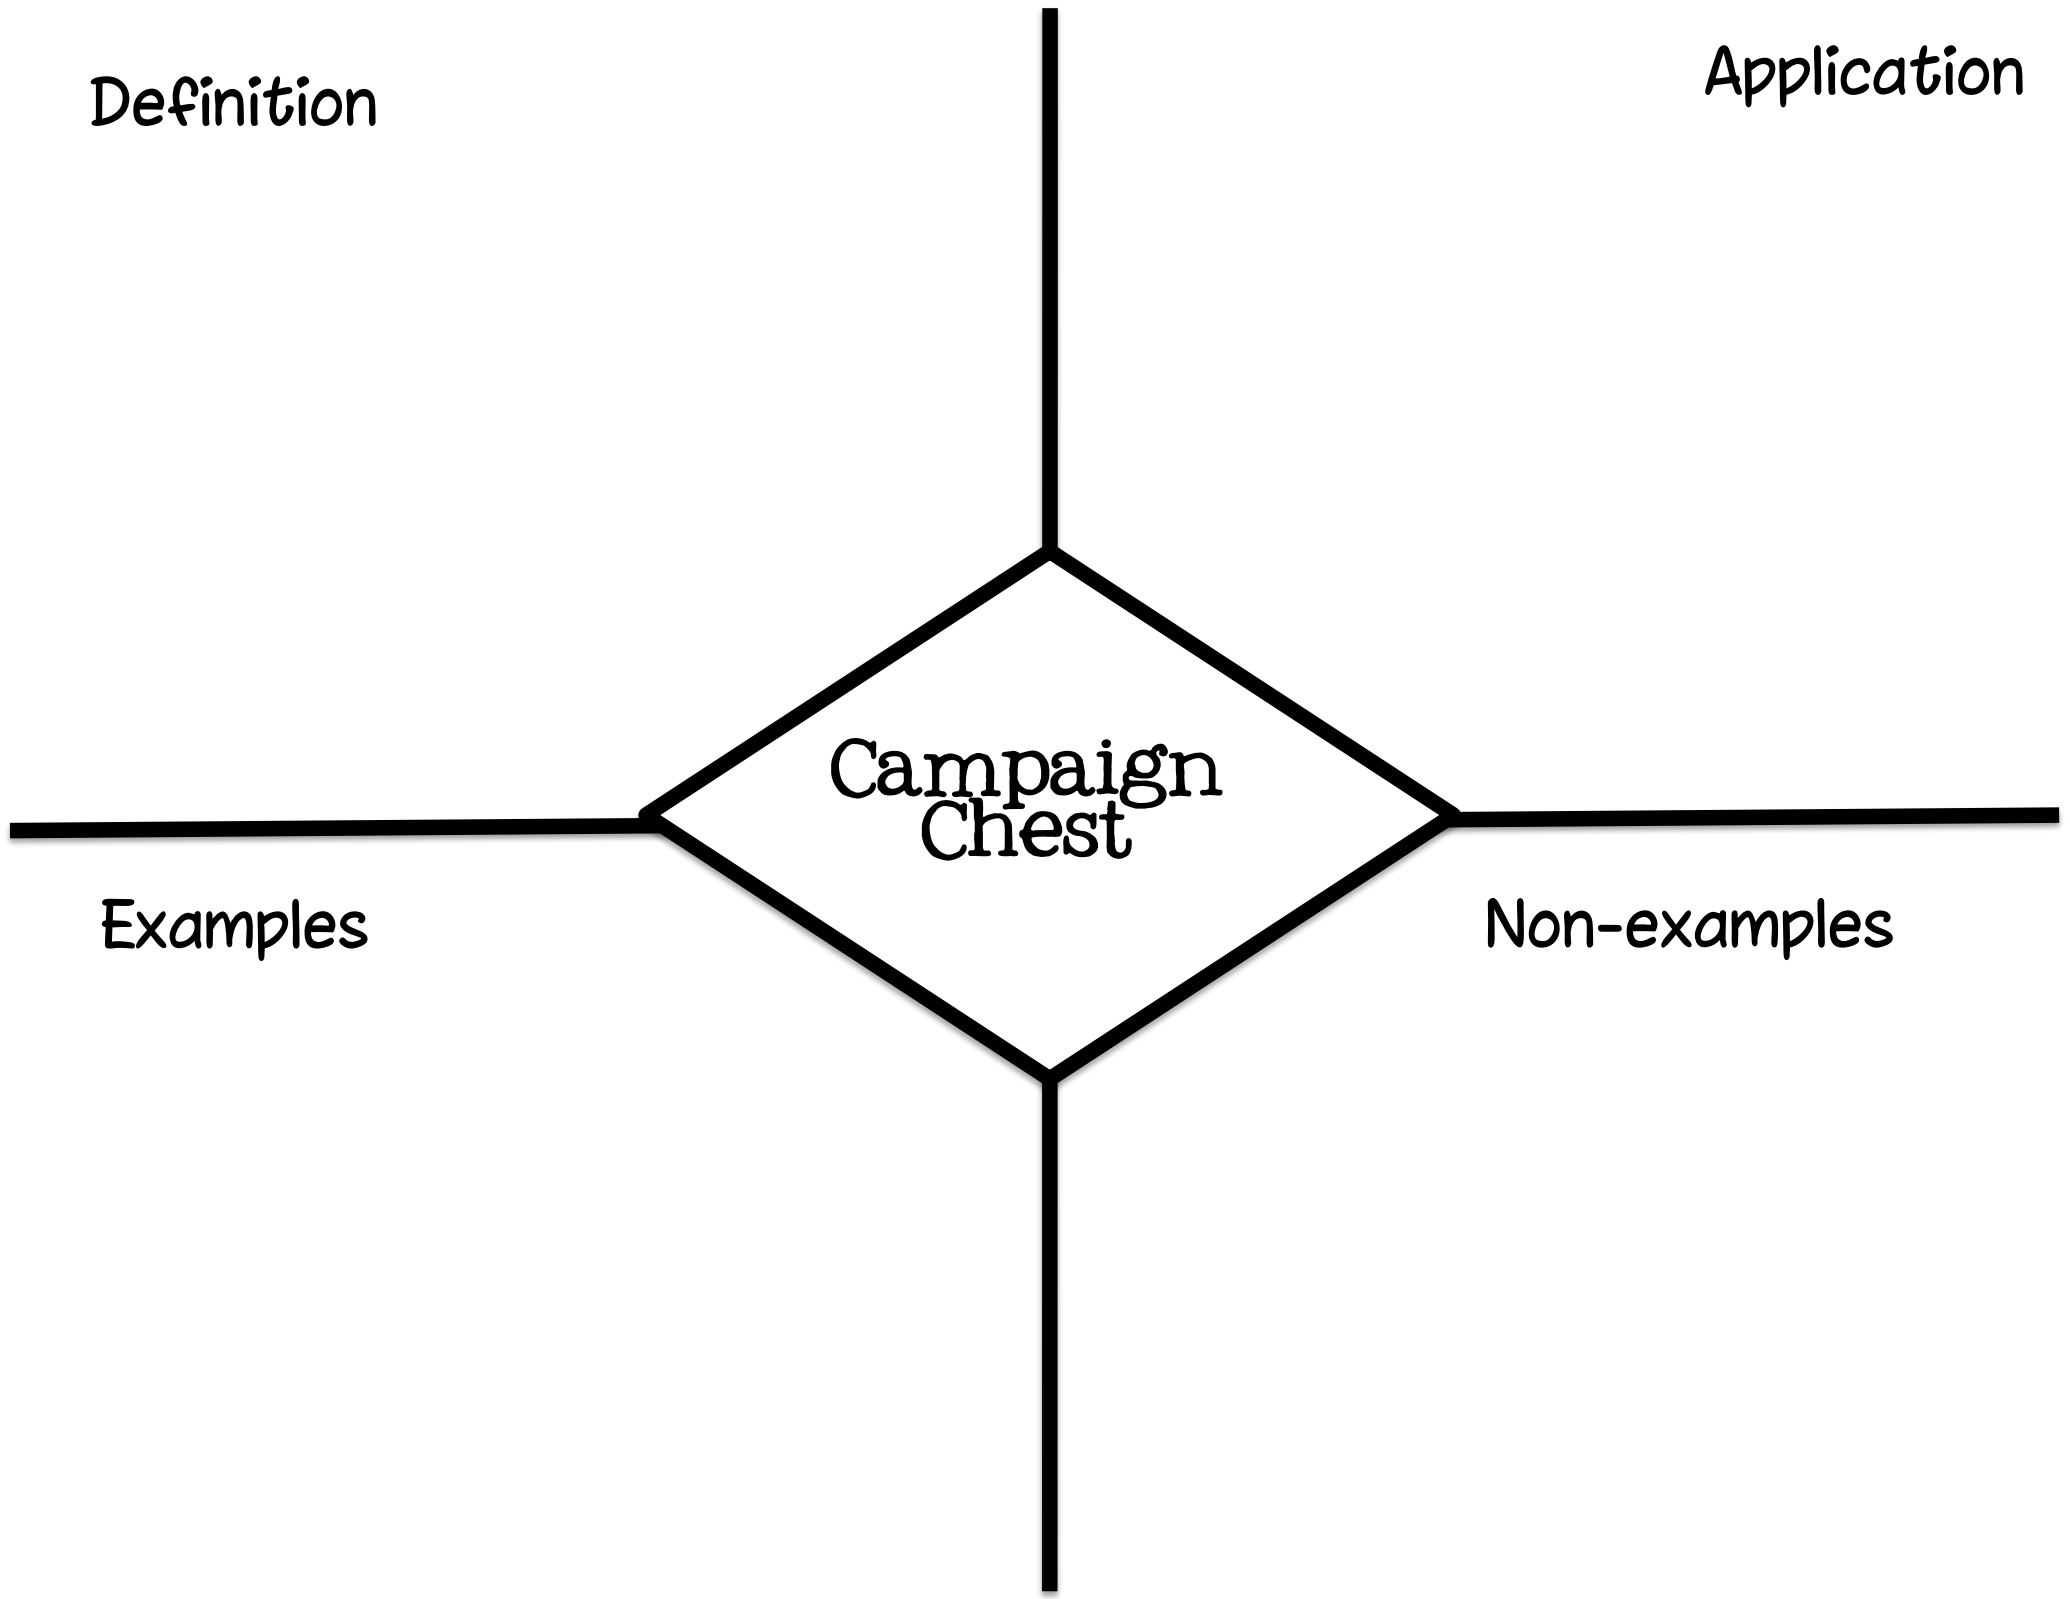 Definition
Application
Campaign
Chest
Examples
Non-examples